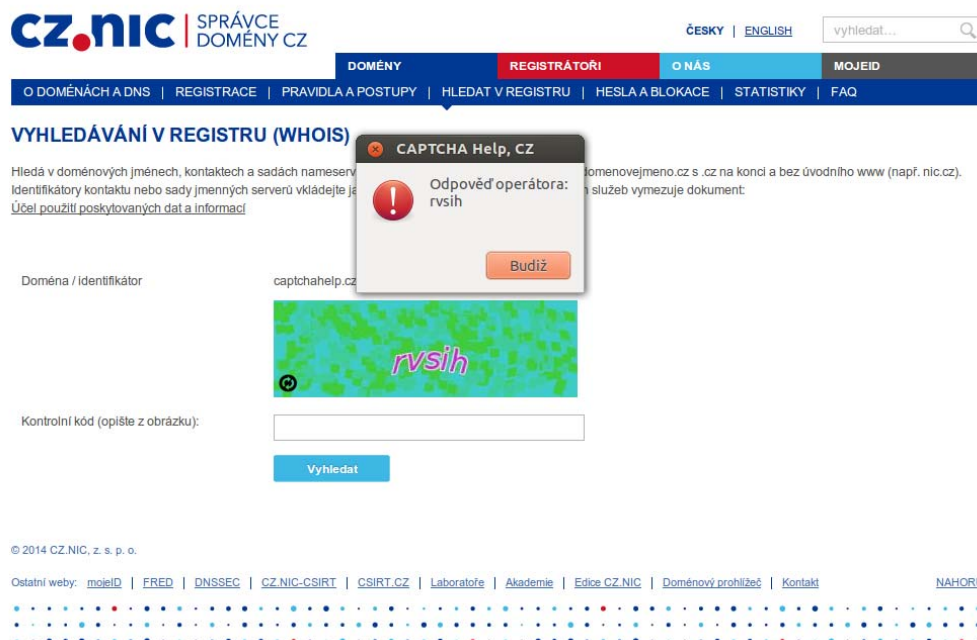 CZ.NIC | SPRÁVCE
DOMÉNY CZ
ČESKY | ENGLISH
vyhledat...
DOMÉNY REGISTRÁTOŘI O NÁS MOJEID
O DOMÉNÁCH A DNS | REGISTRACE | PRAVIDLA A POSTUPY | HLEDAT V REGISTRU | HESLA A BLOKACE | STATISTIKY | FAQ
VYHLEDÁVÁNÍ V REGISTRU (WHOIS)
CAPTCHA Help, CZ
Odpověď operátora:
rvsih
Budiž
Hledá v doménových jménech, kontaktech a sadách nameserv domenovejmeno.cz s .cz na konci a bez úvodního www (např. nic.cz).
Identifikátory kontaktu nebo sady jmenných serverů vkládejte služeb vymezuje dokument:
Účel použití poskytovaných dat a informací
Doména / identifikátor captchahelp.cz
rvsih
Kontrolní kód (opište z obrázku):
Vyhledat
© 2014 CZ.NIC, z. s. p. o.
Ostatní weby: mojeID | FRED | DNSSEC | CZ.NIC-CSIRT | CSIRT.CZ | Laboratoře | Akademie | Edice CZ.NIC | Doménový prohlížeč | Kontakt NAHORU